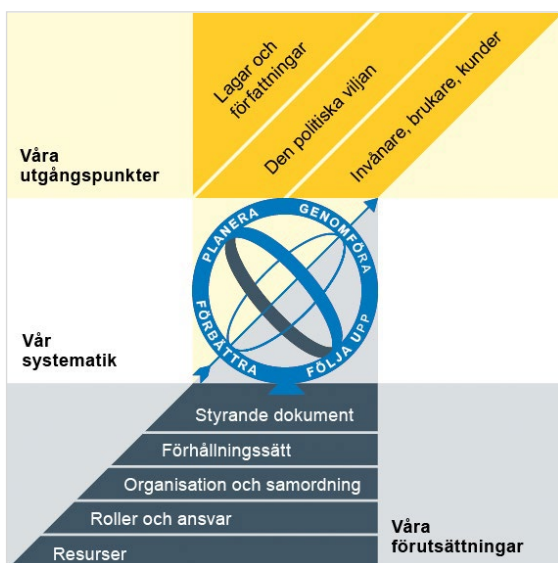 Lagar och
författningar
Den politiska viljan
Invånare, brukare, kunder
Våra
utgångspunkter
PLANERA
GENOMFÖRA
FÖLJA UPP
FÖRBÄTTRA
Vår
systematik
Styrande dokument
Förhållningssätt
Organisation och samordning
Roller och ansvar
Resurser
Våra
förutsättningar